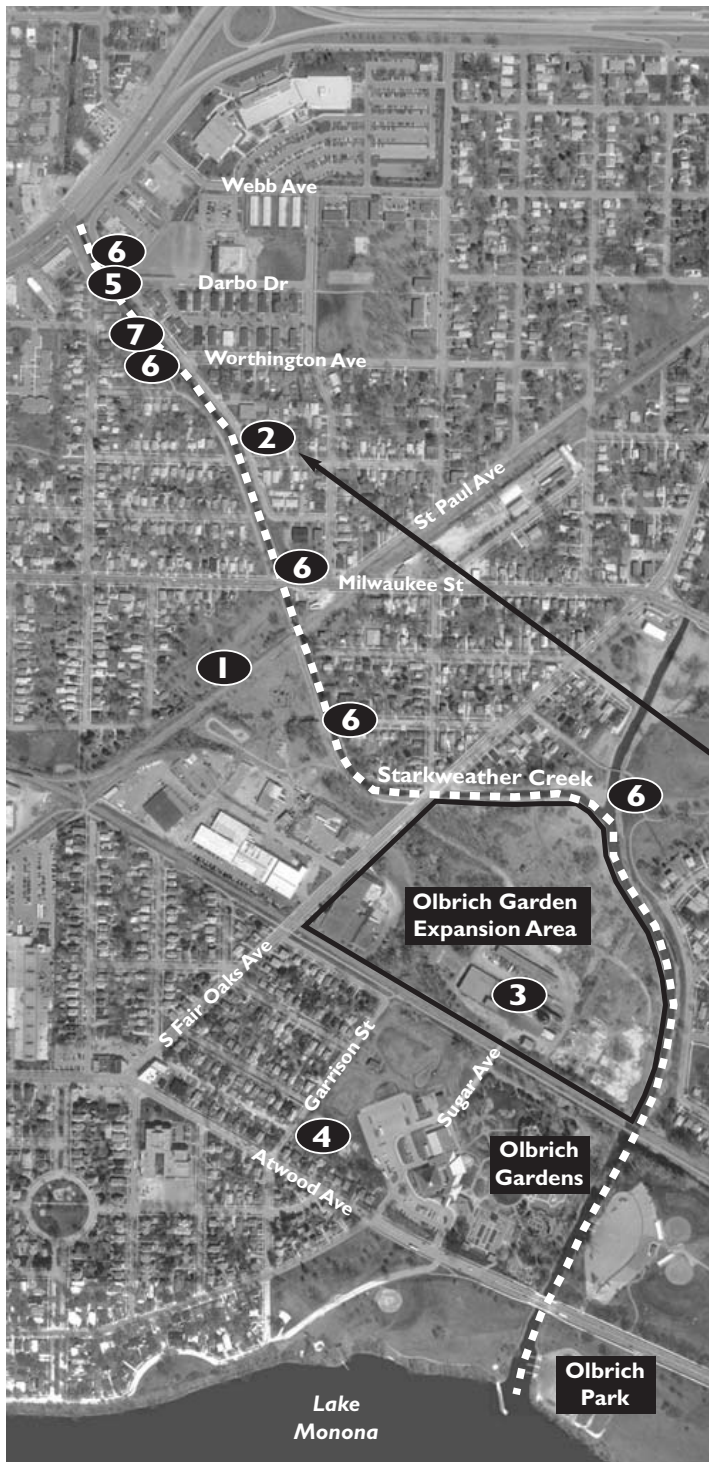 Webb Ave
6
5
Darbo Dr
7
6
Worthington Ave
2
St Paul Ave
6
Milwaukee St
1
6
Starkweather Creek
6
Olbrich Garden
Expansion Area
3
S Fair Oaks Ave
Garrison St
Sugar Ave
4
Atwood Ave
Olbrich
Gardens
Olbrich
Park
Lake
Monona